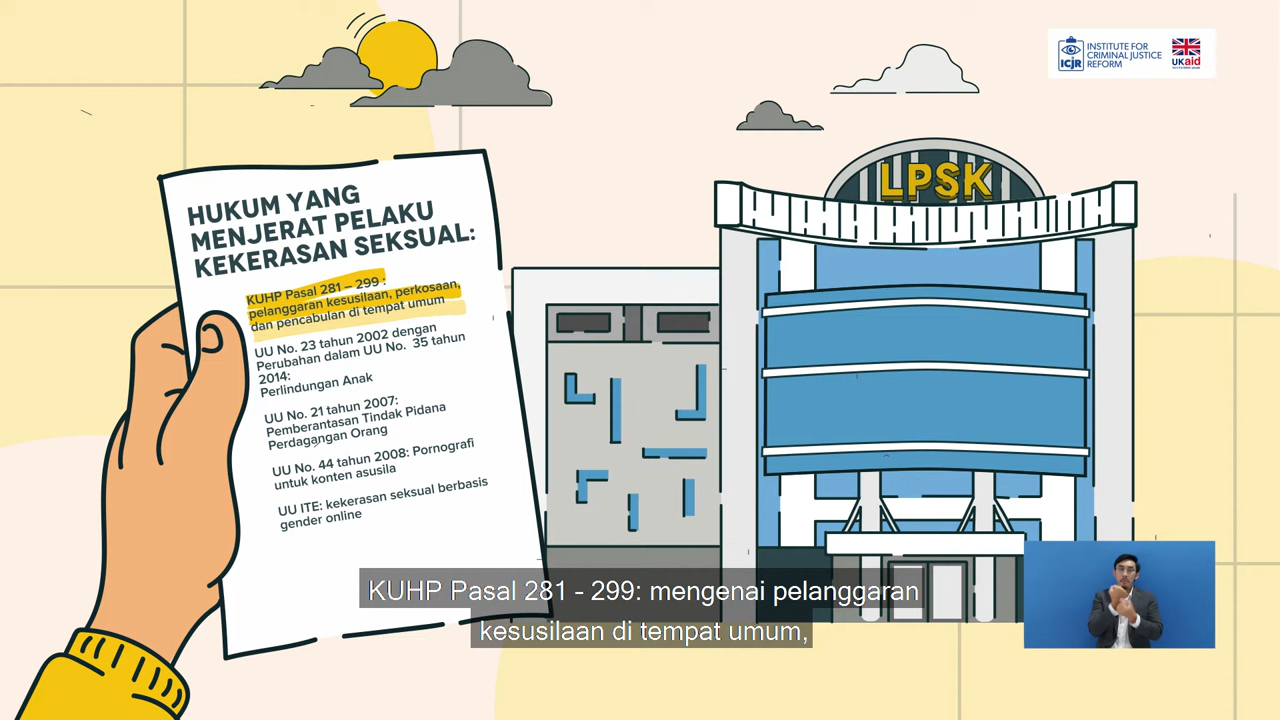 ICJR
INSTITUTE FOR
CRIMINAL JUSTICE
REFORM
UKaid
LPSK
HUKUM YANG
MENJERAT PELAKU
KEKERASAN SEKSUAL:
KUHP Pasal 281 – 299 :
pelanggaran kesusilaan, perkosaan,
dan pencabulan di tempat umum
UU No. 23 tahun 2002 dengan
Perubahan dalam UU No. 35 tahun
2014:
Perlindungan Anak
UU No. 21 tahun 2007:
Pemberantasan Tindak Pidana
Perdagangan Orang
UU No. 44 tahun 2008: Pornografi
untuk konten asusila
UU ITE: kekerasan seksual berbasis
gender online
KUHP Pasal 281 - 299: mengenai pelanggaran
kesusilaan di tempat umum,